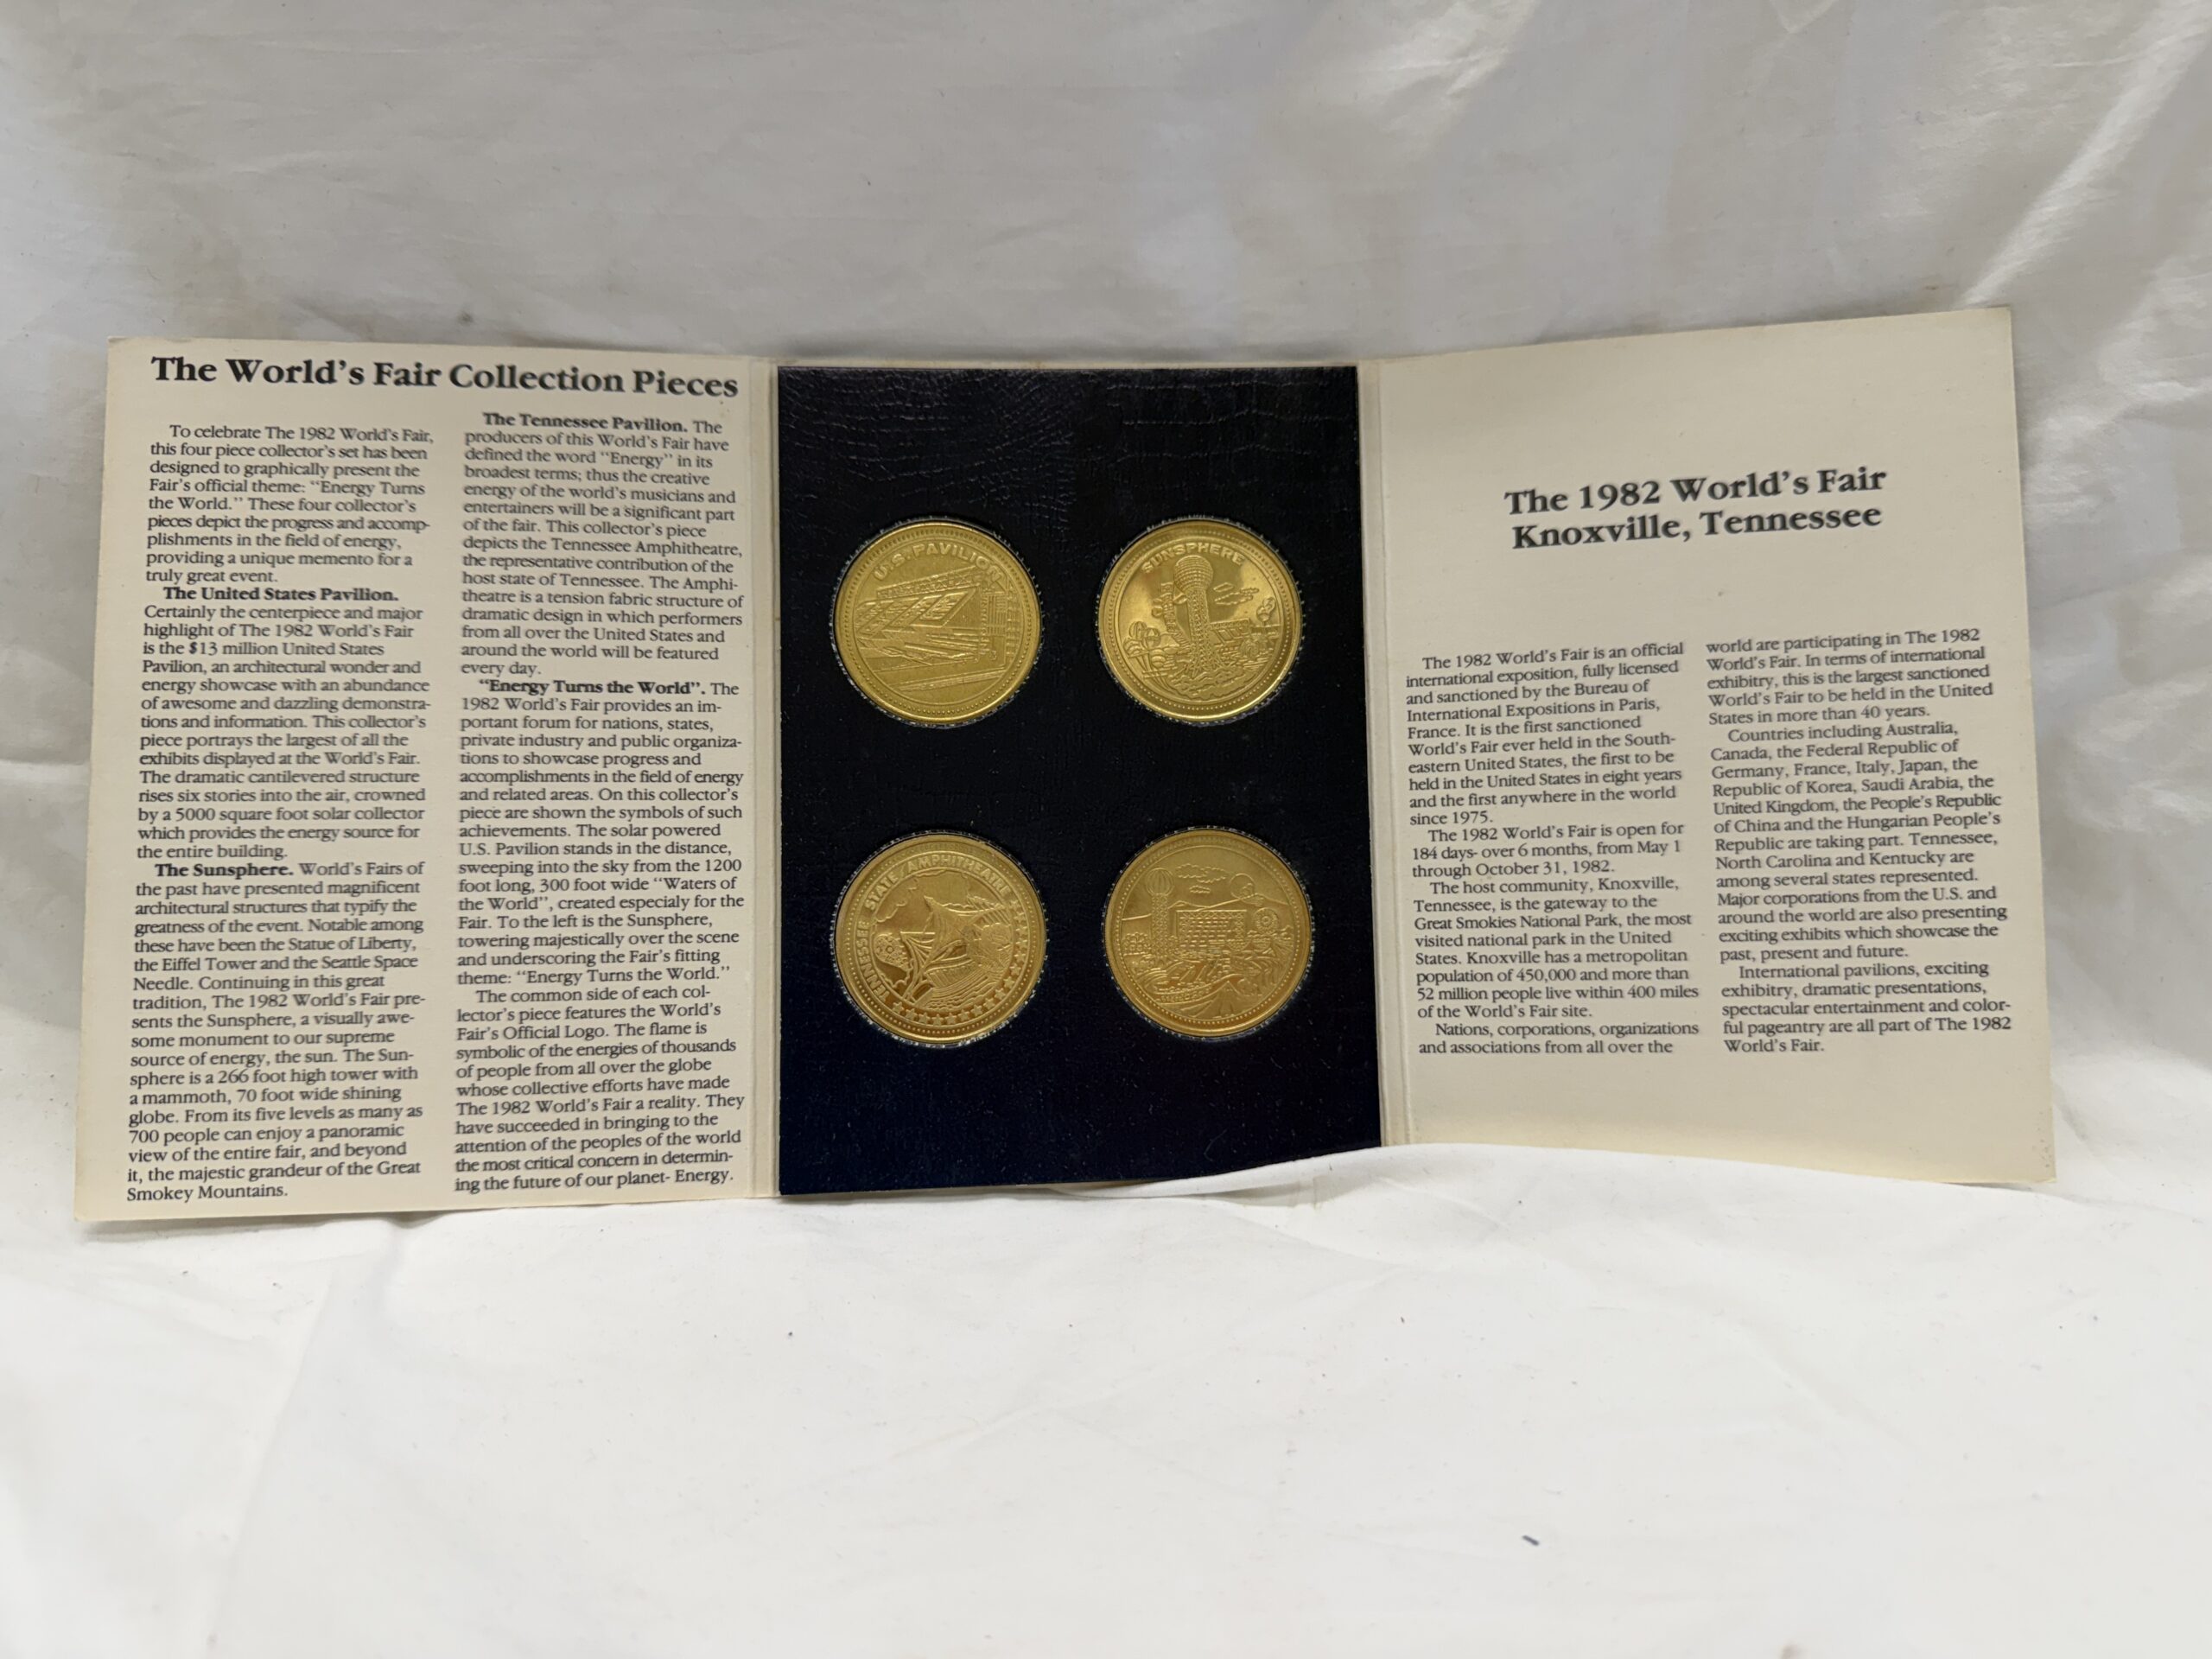 The World's Fair Collection Pieces
To celebrate The 1982 World's Fair,
this four piece collector's set has been
designed to graphically present the
Fair's official theme: "Energy Turns
the World." These four collector's
pieces depict the progress and accomp-
plishments in the field of energy,
providing a unique memento for a
truly great event.
The United States Pavilion.
Certainly the centerpiece and major
highlight of The 1982 World's Fair
is the $13 million United States
Pavilion, an architectural wonder and
energy showcase with an abundance
of awesome and dazzling demonstra-
tions and information. This collector's
piece portrays the largest of all the
exhibits displayed at the World's Fair.
The dramatic cantilevered structure
rises six stories into the air, crowned
by a 5000 square foot solar collector
which provides the energy source for
the entire building.
The Sunsphere. World's Fairs of
the past have presented magnificent
architectural structures that typify the
greatness of the event. Notable among
these have been the Statue of Liberty,
the Eiffel Tower and the Seattle Space
Needle. Continuing in this great
tradition, The 1982 World's Fair pre-
sents the Sunsphere, a visually awe-
some monument to our supreme
source of energy, the sun. The Sun-
sphere is a 266 foot high tower with
a mammoth, 70 foot wide shining
globe. From its five levels as many as
700 people can enjoy a panoramic
view of the entire fair, and beyond
it, the majestic grandeur of the Great
Smokey Mountains.
The Tennessee Pavilion. The
producers of this World's Fair have
defined the word "Energy" in its
broadest terms; thus the creative
energy of the world's musicians and
entertainers will be a significant part
of the fair. This collector's piece
depicts the Tennessee Amphitheatre,
the representative contribution of the
host state of Tennessee. The Amphi-
theatre is a tension fabric structure of
dramatic design in which performers
from all over the United States and
around the world will be featured
every day.
"Energy Turns the World". The
1982 World's Fair provides an im-
portant forum for nations, states,
private industry and public organiza-
tions to showcase progress and
accomplishments in the field of energy
and related areas. On this collector's
piece are shown the symbols of such
achievements. The solar powered
U.S. Pavilion stands in the distance,
sweeping into the sky from the 1200
foot long, 300 foot wide "Waters of
the World", created especialy for the
Fair. To the left is the Sunsphere,
towering majestically over the scene
and underscoring the Fair's fitting
theme: "Energy Turns the World."
The common side of each col-
lector's piece features the World's
Fair's Official Logo. The flame is
symbolic of the energies of thousands
of people from all over the globe
whose collective efforts have made
The 1982 World's Fair a reality. They
have succeeded in bringing to the
attention of the peoples of the world
the most critical concern in determin-
ing the future of our planet- Energy.
U.S. PAVILION
SUNSPHERE
TENNESSEE STATE AMPHITHEATRE
The 1982 World's Fair
Knoxville, Tennessee
The 1982 World's Fair is an official
international exposition, fully licensed
and sanctioned by the Bureau of
International Expositions in Paris,
France. It is the first sanctioned
World's Fair ever held in the South-
eastern United States, the first to be
held in the United States in eight years
and the first anywhere in the world
since 1975.
The 1982 World's Fair is open for
184 days- over 6 months, from May 1
through October 31, 1982.
The host community, Knoxville,
Tennessee, is the gateway to the
Great Smokies National Park, the most
visited national park in the United
States. Knoxville has a metropolitan
population of 450,000 and more than
52 million people live within 400 miles
of the World's Fair site.
Nations, corporations, organizations
and associations from all over the
world are participating in The 1982
World's Fair. In terms of international
exhibitry, this is the largest sanctioned
World's Fair to be held in the United
States in more than 40 years.
Countries including Australia,
Canada, the Federal Republic of
Germany, France, Italy, Japan, the
Republic of Korea, Saudi Arabia, the
United Kingdom, the People's Republic
of China and the Hungarian People's
Republic are taking part. Tennessee,
North Carolina and Kentucky are
among several states represented.
Major corporations from the U.S. and
around the world are also presenting
exciting exhibits which showcase the
past, present and future.
International pavilions, exciting
exhibitry, dramatic presentations,
spectacular entertainment and color-
ful pageantry are all part of The 1982
World's Fair.